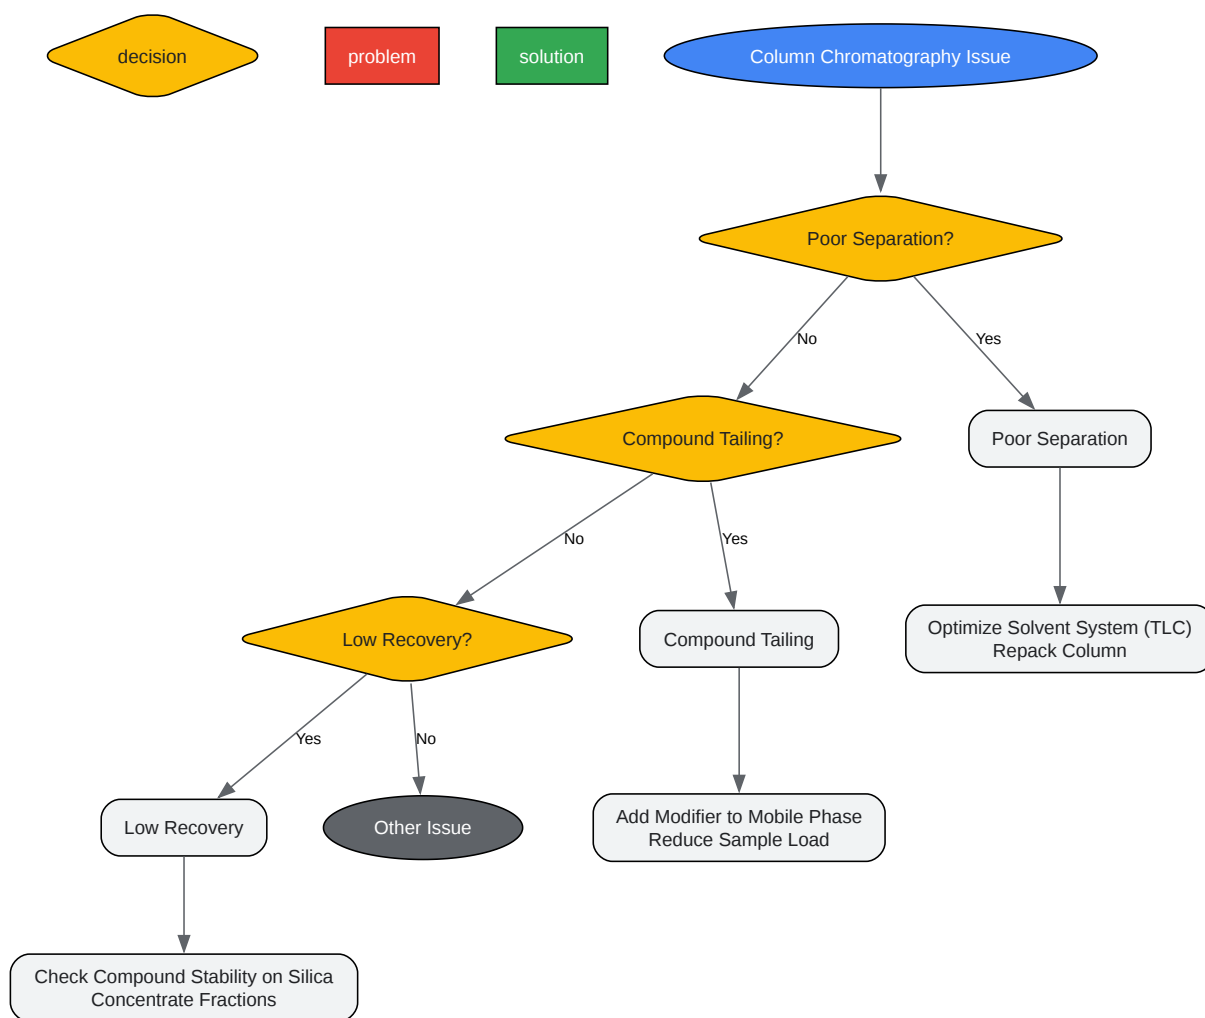 decision
problem
solution
Column Chromatography Issue
Poor Separation?
No
Yes
Compound Tailing?
Poor Separation
No
Yes
Low Recovery?
Compound Tailing
Optimize Solvent System (TLC)
Repack Column
Yes
No
Low Recovery
Other Issue
Add Modifier to Mobile Phase
Reduce Sample Load
Check Compound Stability on Silica
Concentrate Fractions